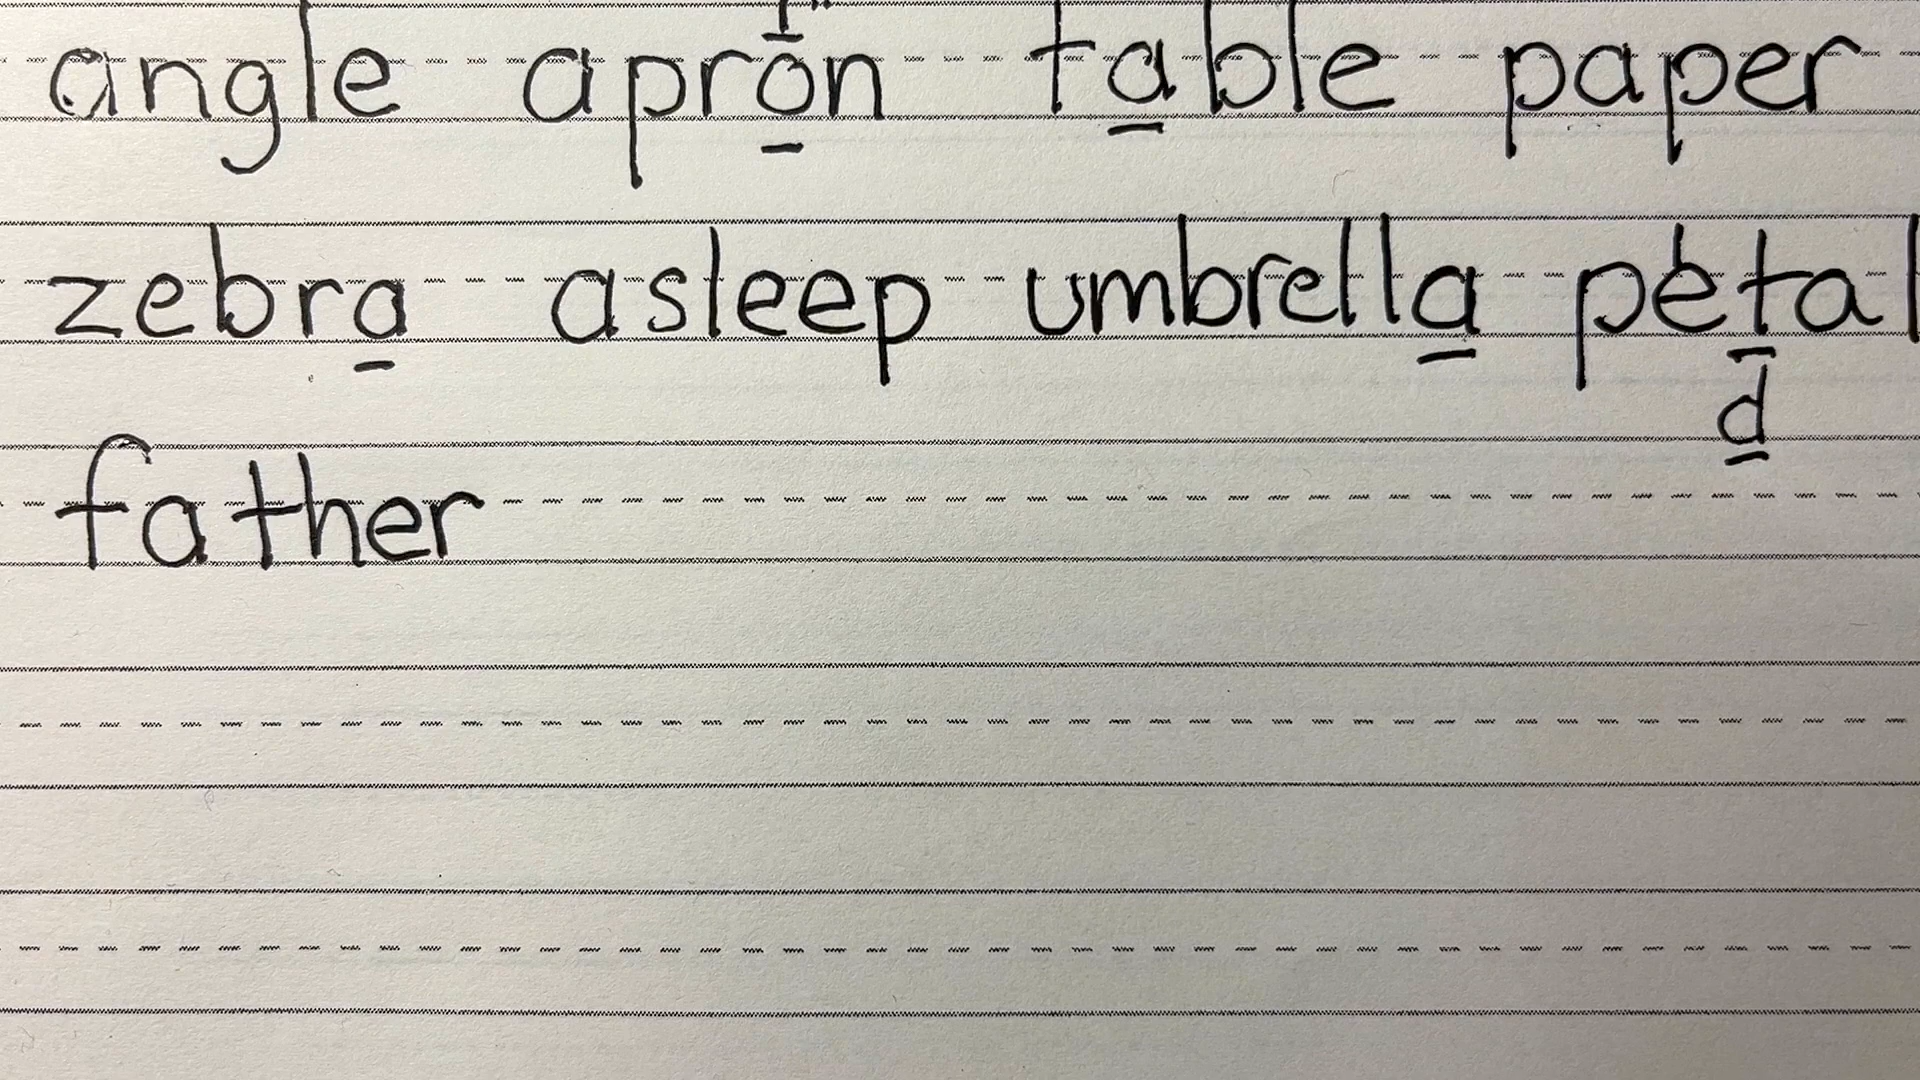 angle apron table paper
zebra asleep umbrella petal
d
father